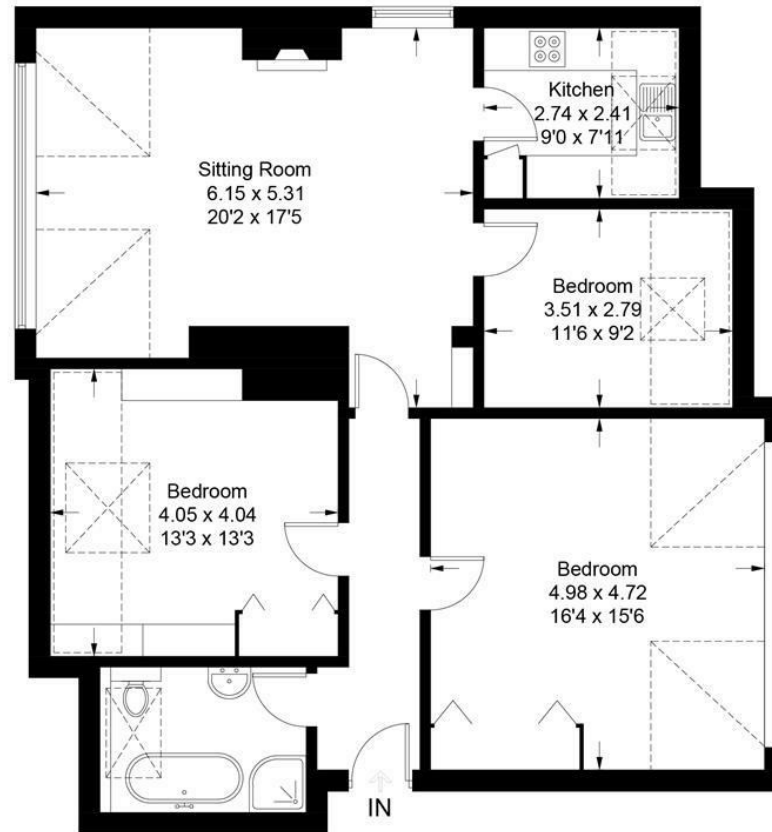 Kitchen
2.74 x 2.41
9'0 x 7'11
Sitting Room
6.15 x 5.31
20'2 x 17'5
Bedroom
3.51 x 2.79
11'6 x 9'2
Bedroom
4.05 x 4.04
13'3 x 13'3
Bedroom
4.98 x 4.72
16'4 x 15'6
IN